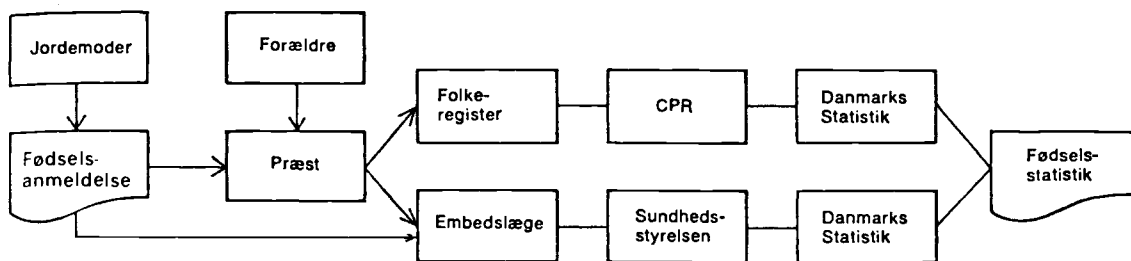 Jordemoder
Forældre
Fødsels-
anmeldelse
Præst
Folke-
register
CPR
Danmarks
Statistik
Embedslæge
Sundheds-
styrelsen
Danmarks
Statistik
Fødsels-
statistik